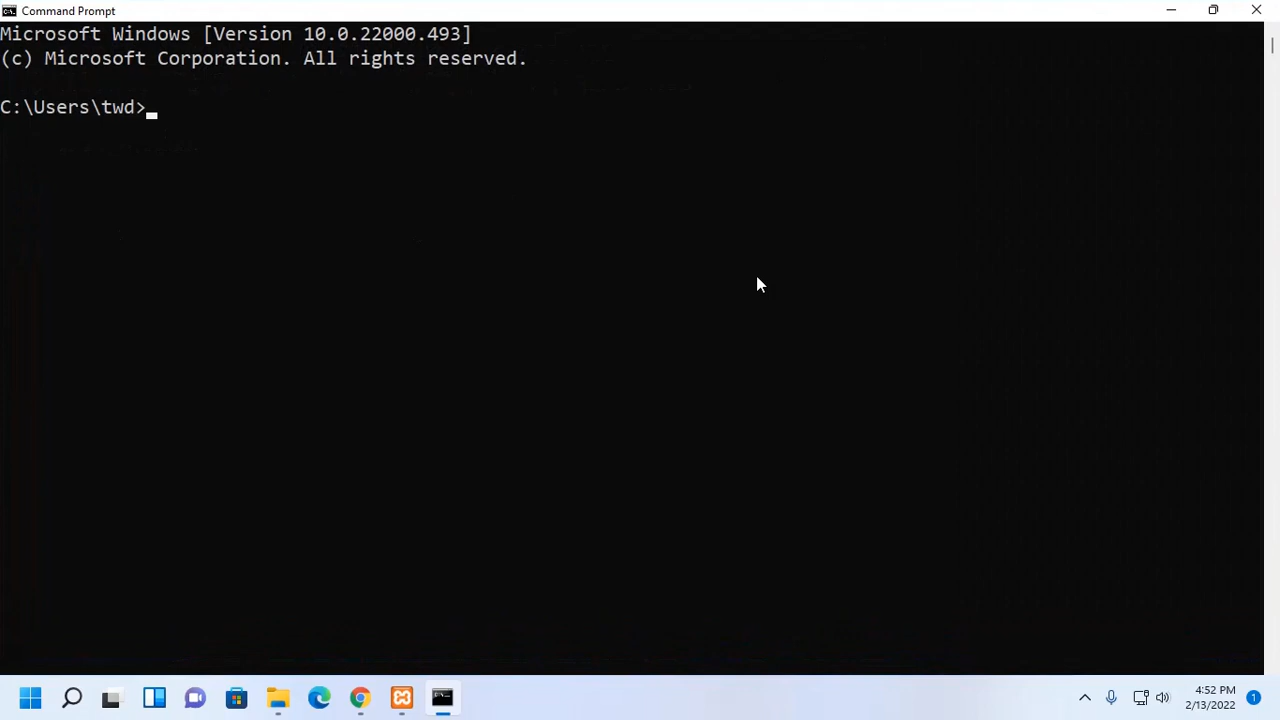 Command Prompt
Microsoft Windows [Version 10.0.22000.493]
(c) Microsoft Corporation. All rights reserved.
C:\Users\twd>
4:52 PM
2/13/2022
1